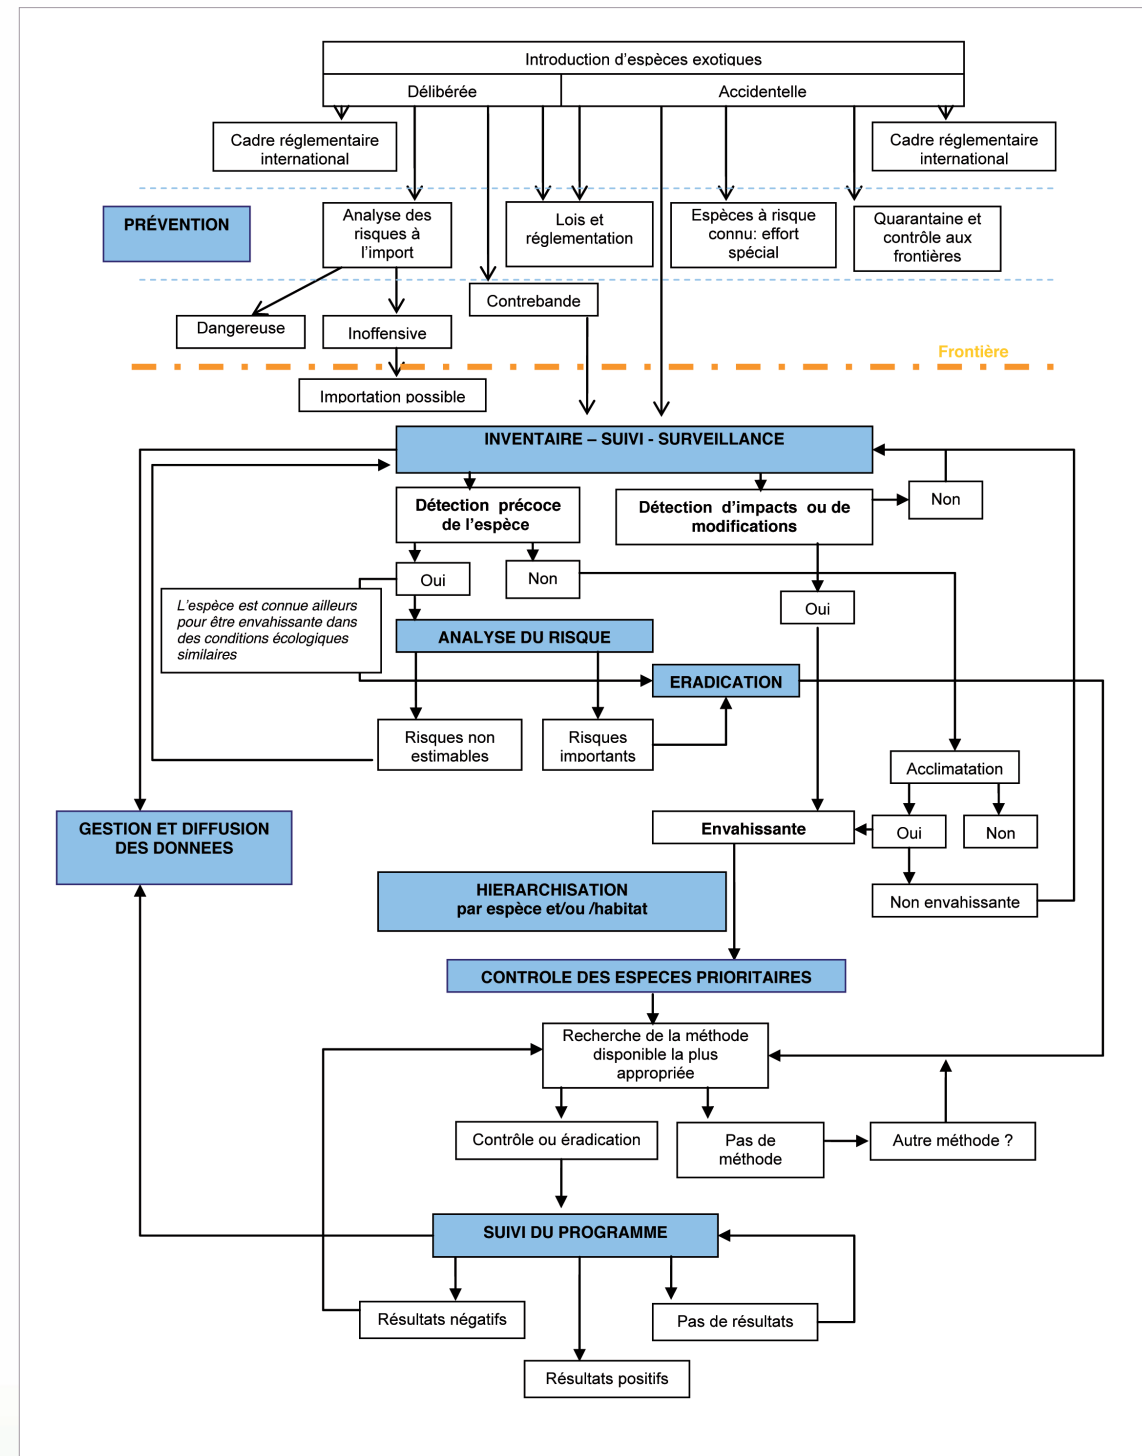 Introduction d’espèces exotiques
Délibérée
Accidentelle
Cadre réglementaire
international
Cadre réglementaire
international
PRÉVENTION
Analyse des
risques à
l’import
Lois et
réglementation
Espèces à risque
connu: effort
spécial
Quarantaine et
contrôle aux
frontières
Contrebande
Dangereuse
Inoffensive
Frontière
Importation possible
INVENTAIRE – SUIVI - SURVEILLANCE
Détection précoce
de l’espèce
Détection d’impacts ou de
modifications
Non
Oui
Non
Oui
L’espèce est connue ailleurs
pour être envahissante dans
des conditions écologiques
similaires
ANALYSE DU RISQUE
ERADICATION
Risques non
estimables
Risques
importants
Acclimatation
GESTION ET DIFFUSION
DES DONNEES
Envahissante
Oui
Non
HIERARCHISATION
par espèce et/ou /habitat
Non envahissante
CONTROLE DES ESPECES PRIORITAIRES
Recherche de la méthode
disponible la plus
appropriée
Contrôle ou éradication
Pas de
méthode
Autre méthode ?
SUIVI DU PROGRAMME
Résultats négatifs
Pas de résultats
Résultats positifs